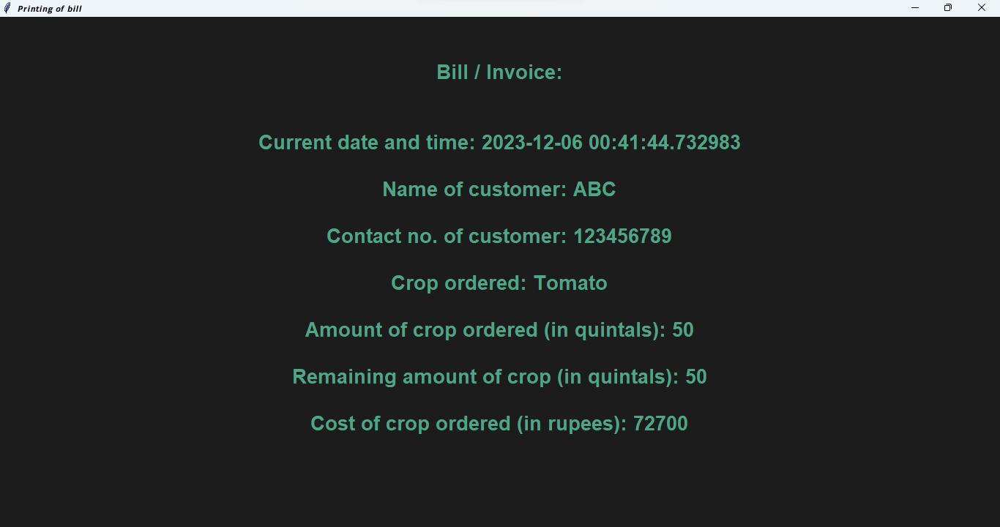 Printing of bill
Bill / Invoice:
Current date and time: 2023-12-06 00:41:44.732983
Name of customer: ABC
Contact no. of customer: 123456789
Crop ordered: Tomato
Amount of crop ordered (in quintals): 50
Remaining amount of crop (in quintals): 50
Cost of crop ordered (in rupees): 72700